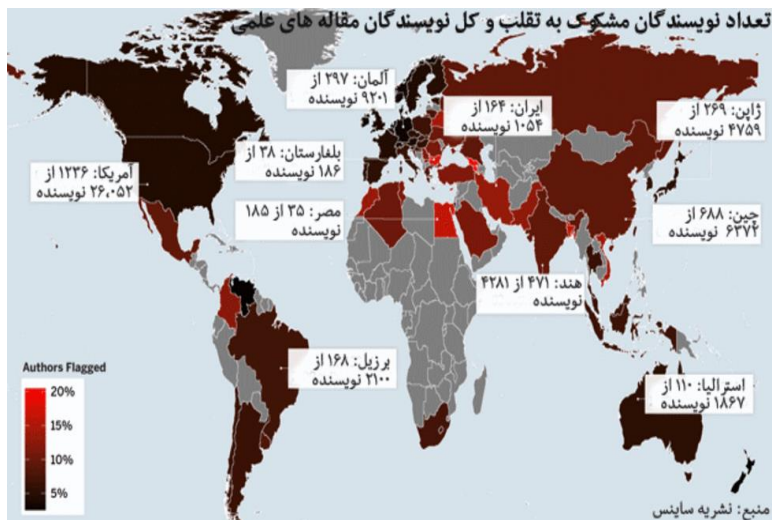 تعداد نویسندگان مشکوک به تقلب و کل نویسندگان مقاله های علمی
آلمان: ۲۹۷ از
۹۲۰۱ نویسنده
ایران: ۱۶۴ از
۱۰۵۴ نویسنده
ژاپن: ۲۶۹ از
۴۷۵۹ نویسنده
بلغارستان: ۳۸ از
۱۸۶ نویسنده
آمریکا: ۱۲۳۶ از
۲۶،۰۵۲ نویسنده
مصر: ۳۵ از ۱۸۵
نویسنده
چین: ۶۸۸ از
۶۳۷۲ نویسنده
هند: ۴۷۱ از ۴۲۸۱
نویسنده
برزیل: ۱۶۸ از
۲۱۰۰ نویسنده
استرالیا: ۱۱۰ از
۱۸۶۷ نویسنده
Authors Flagged
20%
15%
10%
5%
منبع: نشریه ساینس